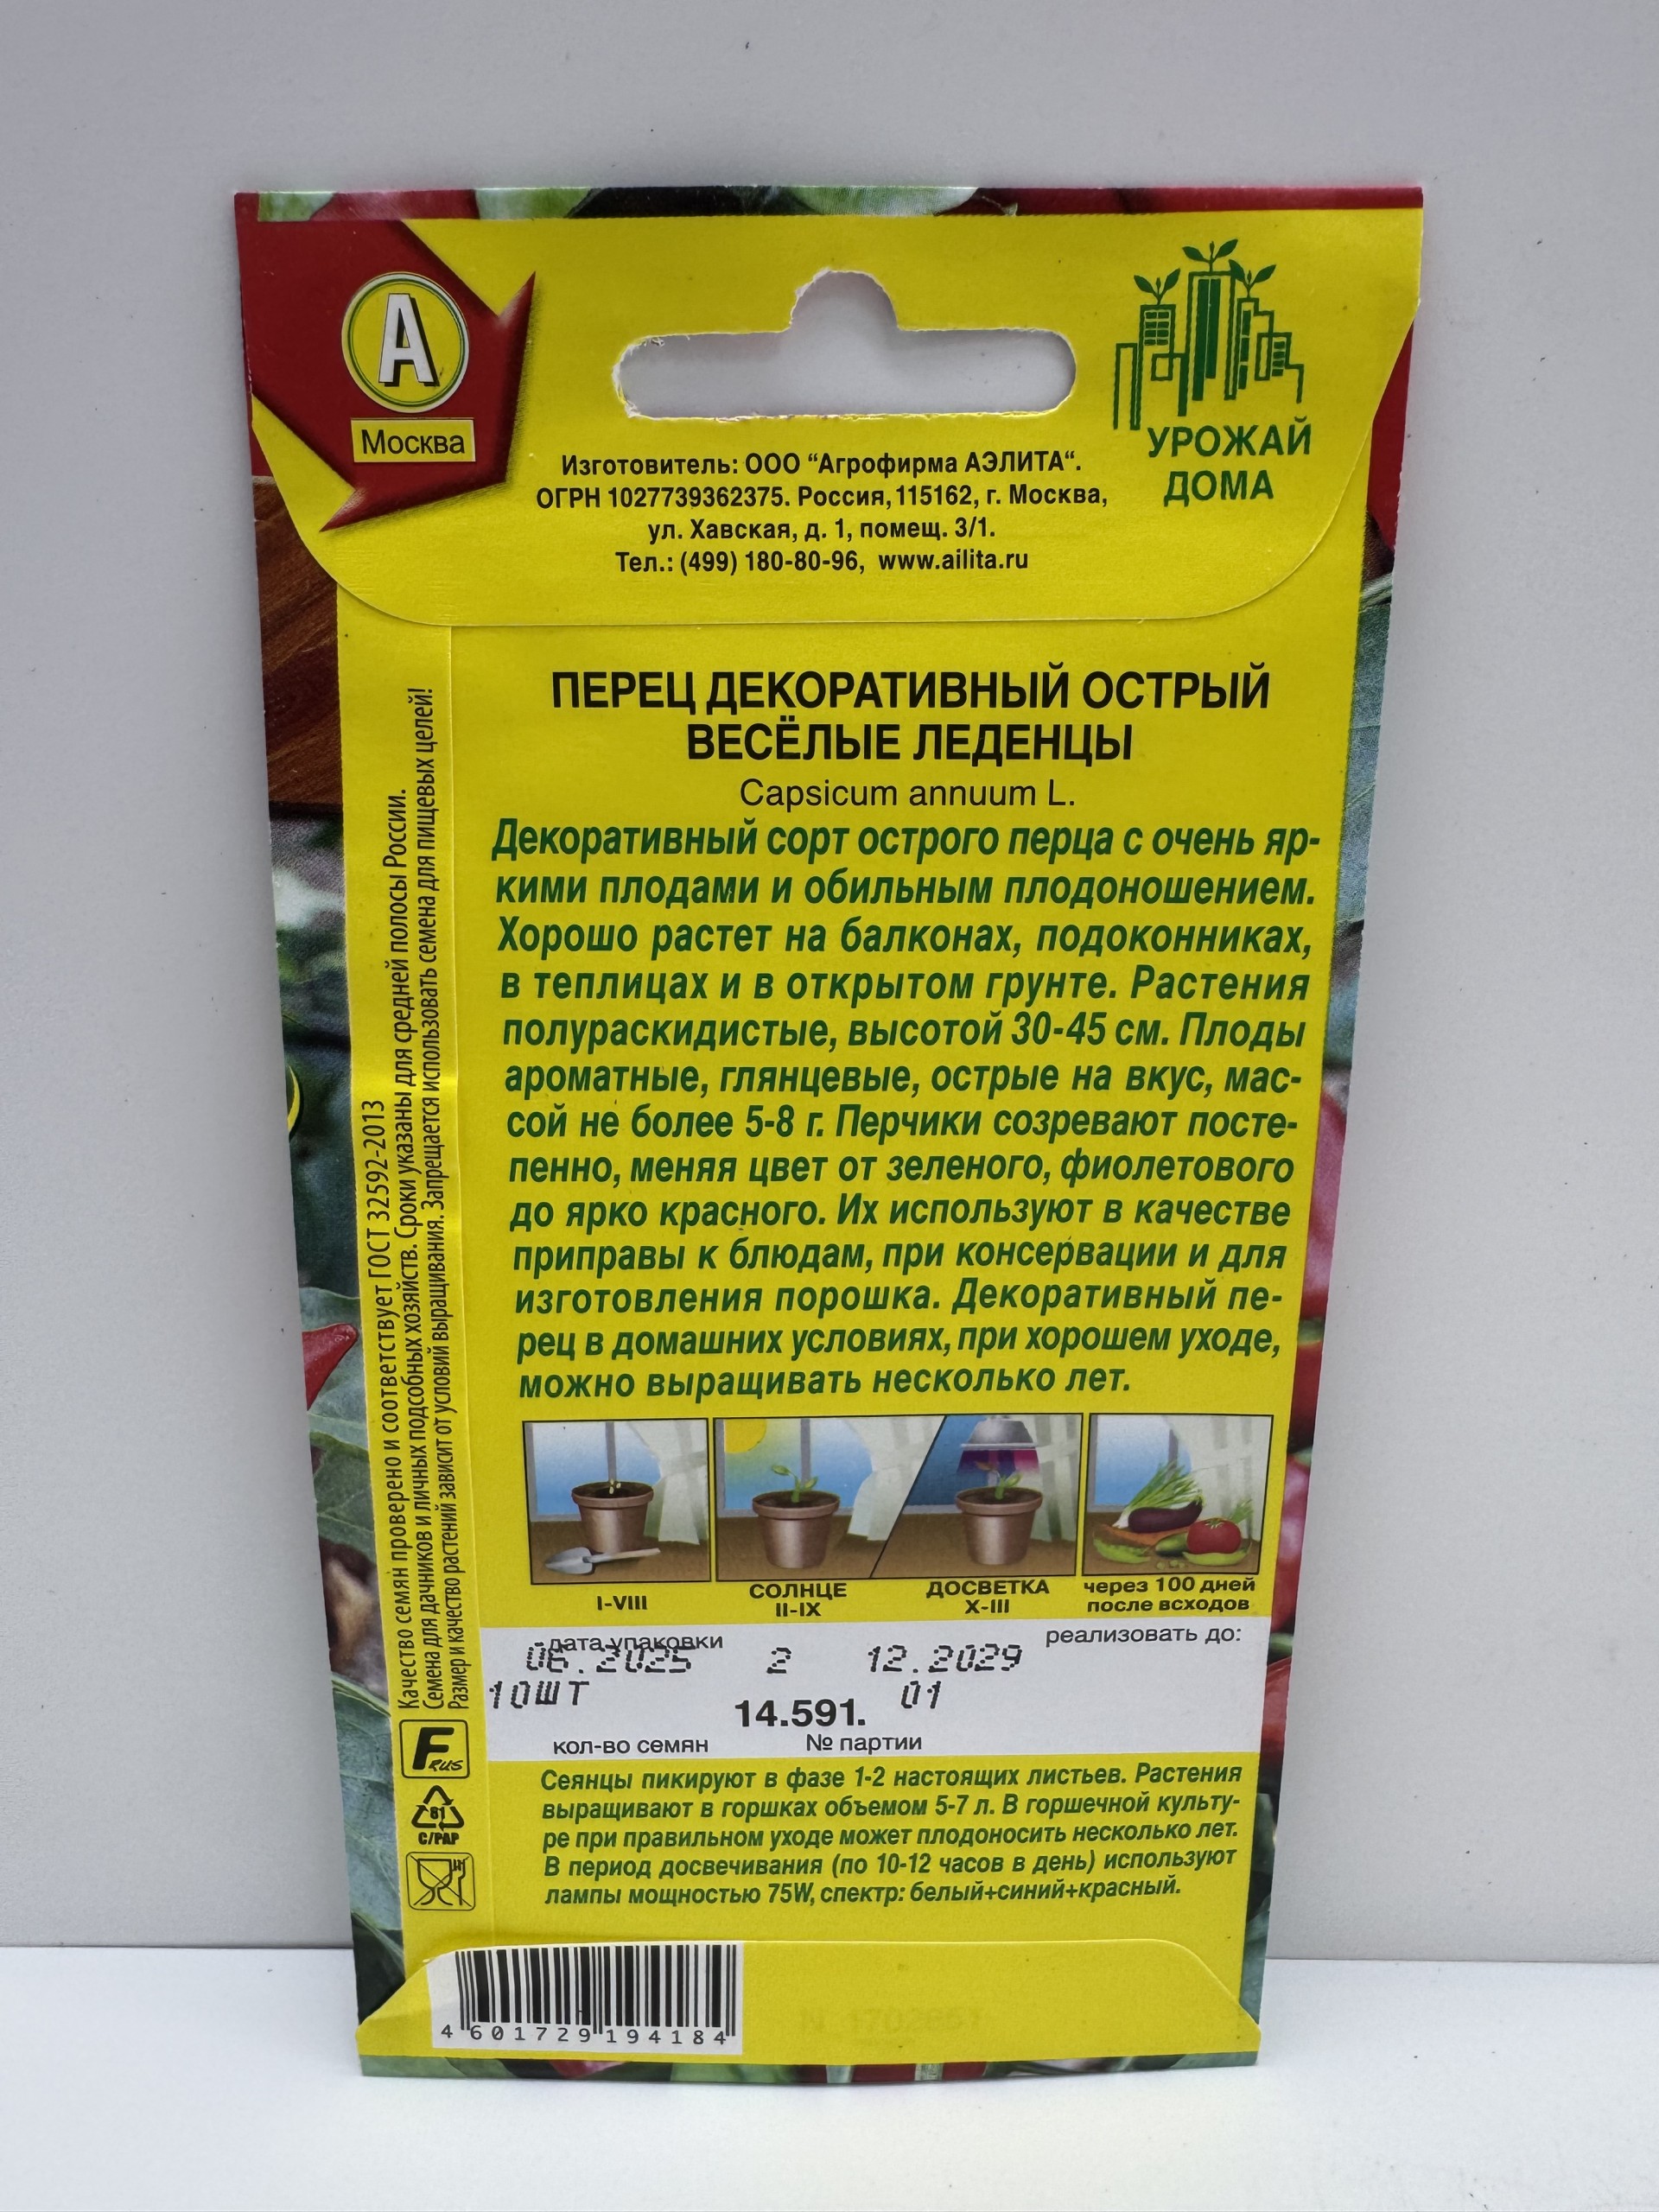 А
Москва
УРОЖАЙ
ДОМА
Изготовитель: ООО “Агрофирма АЭЛИТА“.
ОГРН 1027739362375. Россия, 115162, г. Москва,
ул. Хавская, д. 1, помещ. 3/1.
Тел.: (499) 180-80-96, www.ailita.ru
ПЕРЕЦ ДЕКОРАТИВНЫЙ ОСТРЫЙ
ВЕСЁЛЫЕ ЛЕДЕНЦЫ
Capsicum annuum L.
Декоративный сорт острого перца с очень яр-
кими плодами и обильным плодоношением.
Хорошо растет на балконах, подоконниках,
в теплицах и в открытом грунте. Растения
полураскидистые, высотой 30-45 см. Плоды
ароматные, глянцевые, острые на вкус, мас-
сой не более 5-8 г. Перчики созревают посте-
пенно, меняя цвет от зеленого, фиолетового
до ярко красного. Их используют в качестве
приправы к блюдам, при консервации и для
изготовления порошка. Декоративный пе-
рец в домашних условиях, при хорошем уходе,
можно выращивать несколько лет.
I-VIII
СОЛНЦЕ
II-IX
ДОСВЕТКА
X-III
через 100 дней
после всходов
дата упаковки
реализовать до:
06.2025 2 12.2029
10ШТ 14.591. 01
кол-во семян № партии
Сеянцы пикируют в фазе 1-2 настоящих листьев. Растения
выращивают в горшках объемом 5-7 л. В горшечной культу-
ре при правильном уходе может плодоносить несколько лет.
В период досвечивания (по 10-12 часов в день) используют
лампы мощностью 75W, спектр: белый+синий+красный.
Качество семян проверено и соответствует ГОСТ 32592-2013
Семена для дачников и личных подсобных хозяйств. Сроки указаны для средней полосы России.
Размер и качество растений зависит от условий выращивания. Запрещается использовать семена для пищевых целей!
F RUS
81
C/PAP
4 601729 194184